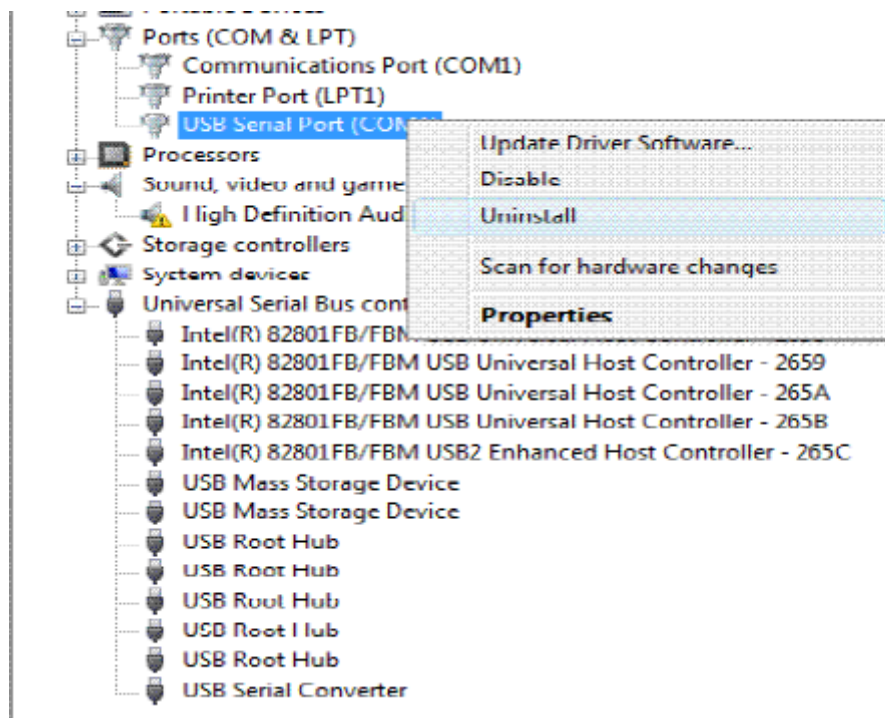 Ports (COM & LPT)
Communications Port (COM1)
Printer Port (LPT1)
USB Serial Port (COM
Update Driver Software...
Disable
Uninstall
Scan for hardware changes
Properties
Processors
Sound, video and game
High Definition Aud
Storage controllers
System devices
Universal Serial Bus cont
Intel(R) 82801FB/FBM
Intel(R) 82801FB/FBM USB Universal Host Controller - 2659
Intel(R) 82801FB/FBM USB Universal Host Controller - 265A
Intel(R) 82801FB/FBM USB Universal Host Controller - 265B
Intel(R) 82801FB/FBM USB2 Enhanced Host Controller - 265C
USB Mass Storage Device
USB Mass Storage Device
USB Root Hub
USB Root Hub
USB Root Hub
USB Root Hub
USB Root Hub
USB Serial Converter